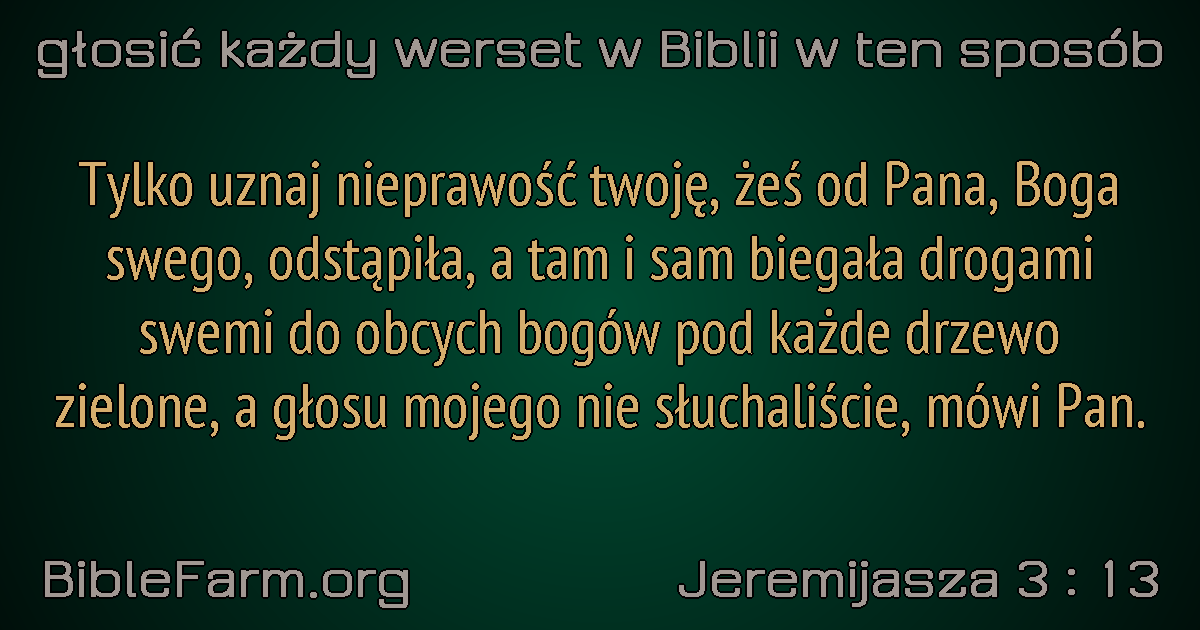 głosić każdy werset w Biblii w ten sposób
Tylko uznaj nieprawość twoję, żeś od Pana, Boga
swego, odstąpiła, a tam i sam biegała drogami
swemi do obcych bogów pod każde drzewo
zielone, a głosu mojego nie słuchaliście, mówi Pan.
BibleFarm.org
Jeremijasza 3 : 13